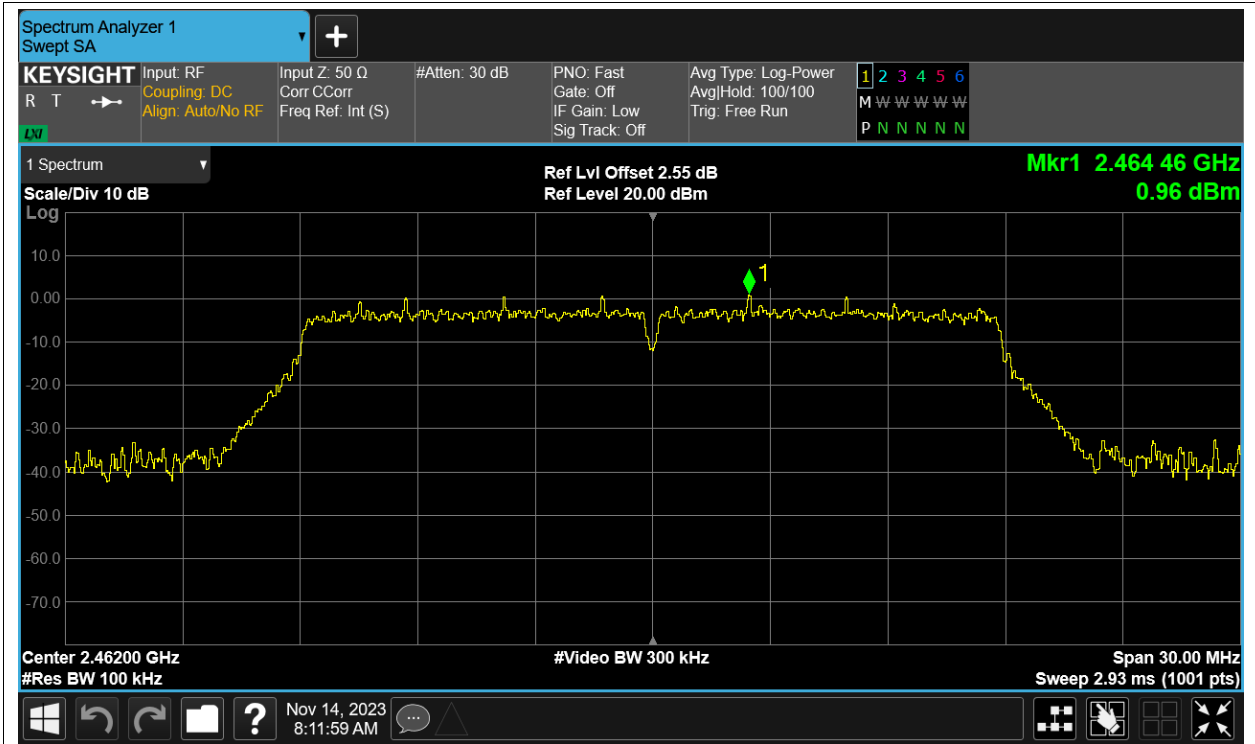 Spectrum Analyzer 1
Swept SA
KEYSIGHT
R T
LXI
Input: RF
Coupling: DC
Align: Auto/No RF
Input Z: 50 Ω
Corr CCorr
Freq Ref: Int (S)
#Atten: 30 dB
PNO: Fast
Gate: Off
IF Gain: Low
Sig Track: Off
Avg Type: Log-Power
Avg|Hold: 100/100
Trig: Free Run
1 2 3 4 5 6
M W W W W W
P N N N N N
1 Spectrum
Scale/Div 10 dB
Log
Ref Lvl Offset 2.55 dB
Ref Level 20.00 dBm
Mkr1 2.464 46 GHz
0.96 dBm
1
10.0
0.00
-10.0
-20.0
-30.0
-40.0
-50.0
-60.0
-70.0
Center 2.46200 GHz
#Res BW 100 kHz
#Video BW 300 kHz
Span 30.00 MHz
Sweep 2.93 ms (1001 pts)
?
Nov 14, 2023
8:11:59 AM